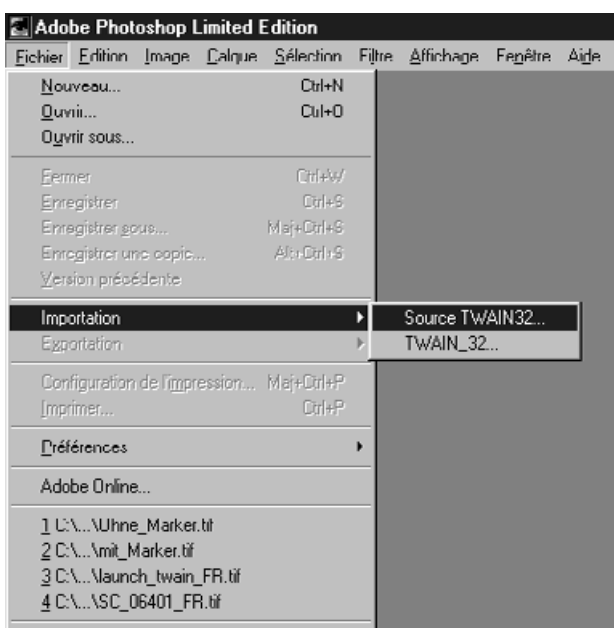 Adobe Photoshop Limited Edition
Fichier Edition Image Calque Sélection Filtre Affichage Fenêtre Aide
Nouveau... Ctrl+N
Ouvrir... Ctrl+O
Ouvrir sous...
Fermer Ctrl+W
Enregistrer Ctrl+S
Enregistrer sous... Maj+Ctrl+S
Enregistrer une copie... Alt+Ctrl+S
Version précédente
Importation Source TWAIN32...
Exportation TWAIN_32...
Configuration de l'impression... Maj+Ctrl+P
Imprimer... Ctrl+P
Préférences
Adobe Online...
1 C:\...\Ohne_Marker.tif
2 C:\...\mit_Marker.tif
3 C:\...\launch_twain_FR.tif
4 C:\...\SC_06401_FR.tif